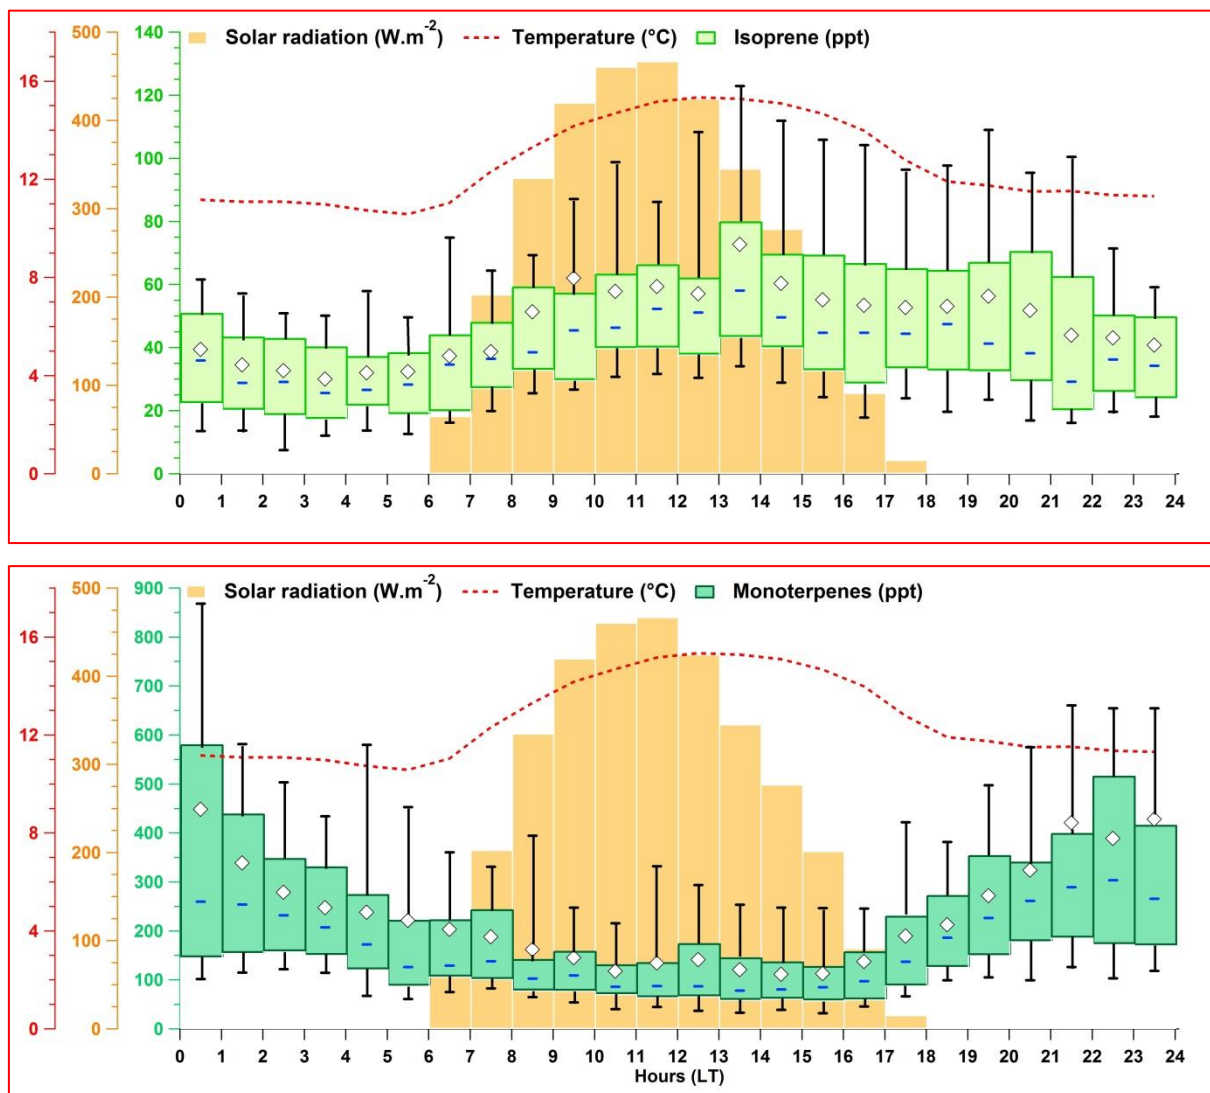 Solar radiation (W.m-2) Temperature (°C) Isoprene (ppt)
16 12 8 4 0
500 400 300 200 100 0
140 120 100 80 60 40 20 0
0 1 2 3 4 5 6 7 8 9 10 11 12 13 14 15 16 17 18 19 20 21 22 23 24
Solar radiation (W.m-2) Temperature (°C) Monoterpenes (ppt)
16 12 8 4 0
500 400 300 200 100 0
900 800 700 600 500 400 300 200 100 0
0 1 2 3 4 5 6 7 8 9 10 11 12 13 14 15 16 17 18 19 20 21 22 23 24
Hours (LT)